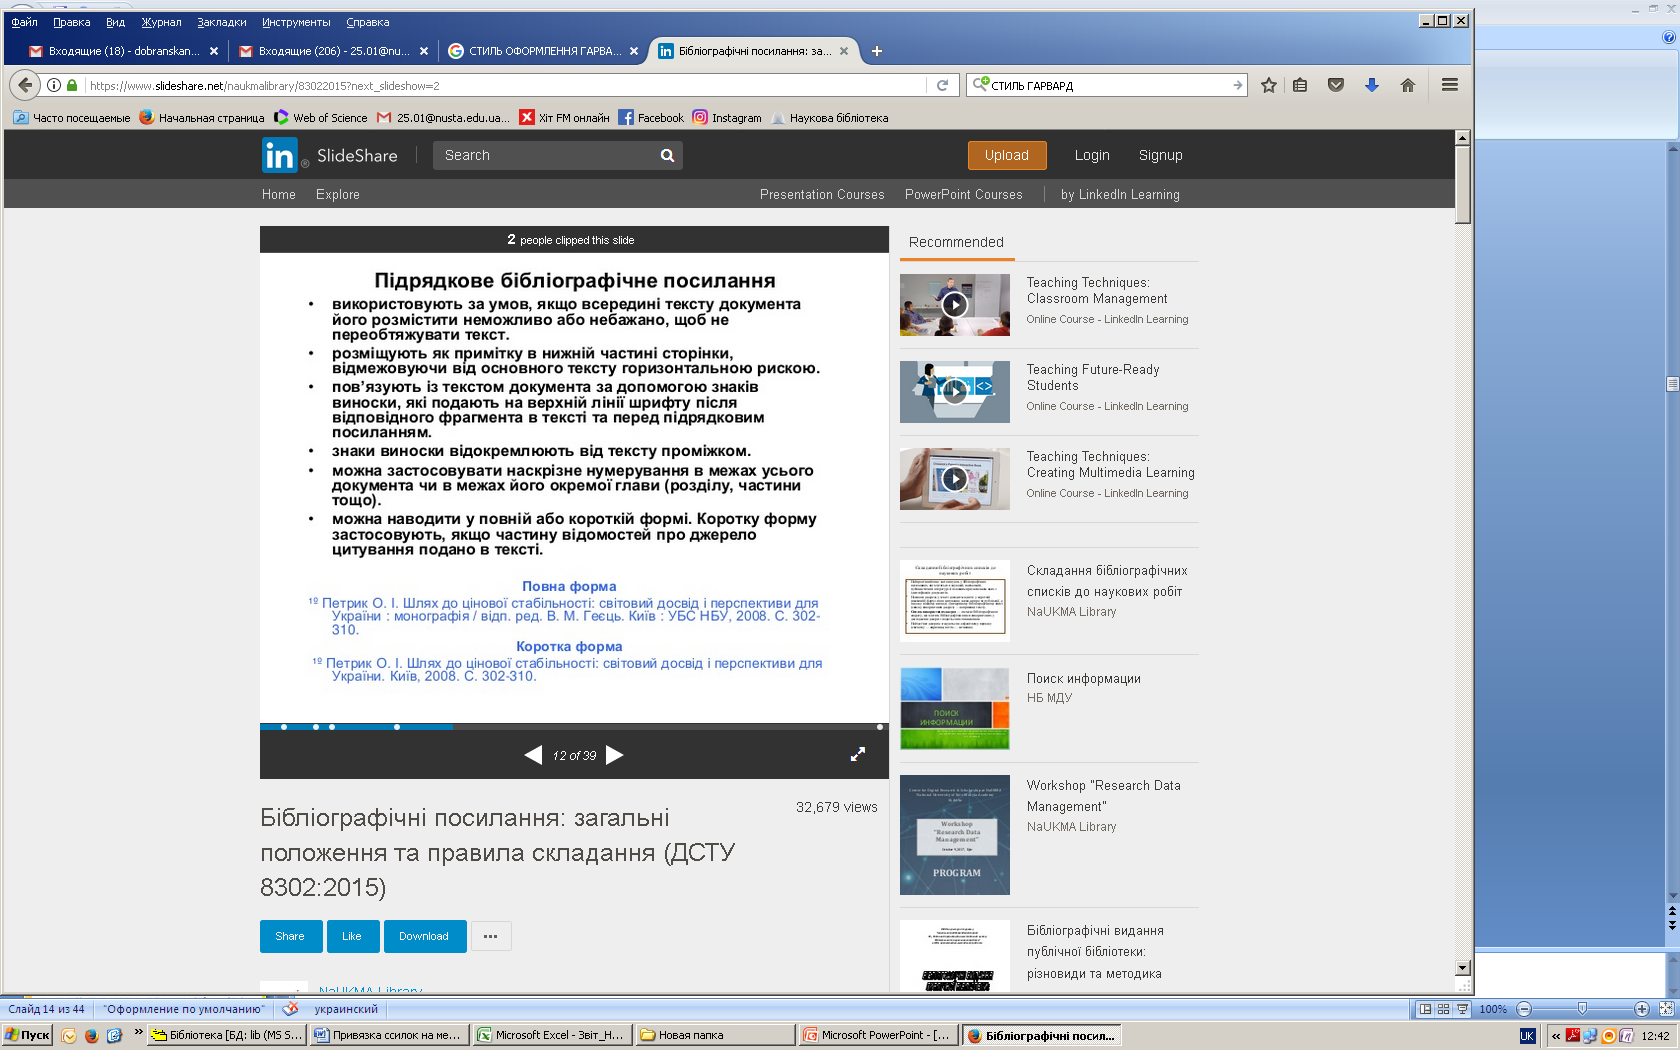 Файл Правка Вид Журнал Закладки Инструменты Справка
Входящие (18) - dobranskan...
Входящие (206) - 25.01@nu...
СТИЛЬ ОФОРМЛЕННЯ ГАРВА...
Бібліографічні посилання: за...
https://www.slideshare.net/naukmalibrary/83022015?next_slideshow=2
СТИЛЬ ГАРВАРД
Часто посещаемые Начальная страница Web of Science 25.01@nusta.edu.ua... Хіт FM онлайн Facebook Instagram Наукова бібліотека
in ® SlideShare Search Upload Login Signup
Home Explore Presentation Courses PowerPoint Courses by LinkedIn Learning
2 people clipped this slide
Підрядкове бібліографічне посилання
• використовують за умов, якщо всередині тексту документа
його розмістити неможливо або небажано, щоб не
переобтяжувати текст.
• розміщують як примітку в нижній частині сторінки,
відмежовуючи від основного тексту горизонтальною рискою.
• пов’язують із текстом документа за допомогою знаків
виноски, які подають на верхній лінії шрифту після
відповідного фрагмента в тексті та перед підрядковим
посиланням.
• знаки виноски відокремлюють від тексту проміжком.
• можна застосовувати наскрізне нумерування в межах усього
документа чи в межах його окремої глави (розділу, частини
тощо).
• можна наводити у повній або короткій формі. Коротку форму
застосовують, якщо частину відомостей про джерело
цитування подано в тексті.
Повна форма
¹⁰ Петрик О. І. Шлях до цінової стабільності: світовий досвід і перспективи для
України : монографія / відп. ред. В. М. Геєць. Київ : УБС НБУ, 2008. С. 302-
310.
Коротка форма
¹⁰ Петрик О. І. Шлях до цінової стабільності: світовий досвід і перспективи для
України. Київ, 2008. С. 302-310.
12 of 39
Бібліографічні посилання: загальні
положення та правила складання (ДСТУ
8302:2015)
32,679 views
Share Like Download
NaUKMA Library
Recommended
Teaching Techniques:
Classroom Management
Online Course - LinkedIn Learning
Teaching Future-Ready
Students
Online Course - LinkedIn Learning
Teaching Techniques:
Creating Multimedia Learning
Online Course - LinkedIn Learning
Складання бібліографічних
списків до наукових робіт
NaUKMA Library
ПОИСК
ИНФОРМАЦИИ
Поиск информации
НБ МДУ
Workshop
"Research Data
Management"
PROGRAM
Workshop "Research Data
Management"
NaUKMA Library
Бібліографічні видання
публічної бібліотеки:
різновиди та методика
Слайд 14 из 44 "Оформление по умолчанию" украинский 100%
Пуск Бібліотека [БД: lib (MS S... Привязка ссилок на ме... Microsoft Excel - Звіт_Н... Новая папка Microsoft PowerPoint - [... Бібліографічні посил... UK 12:42